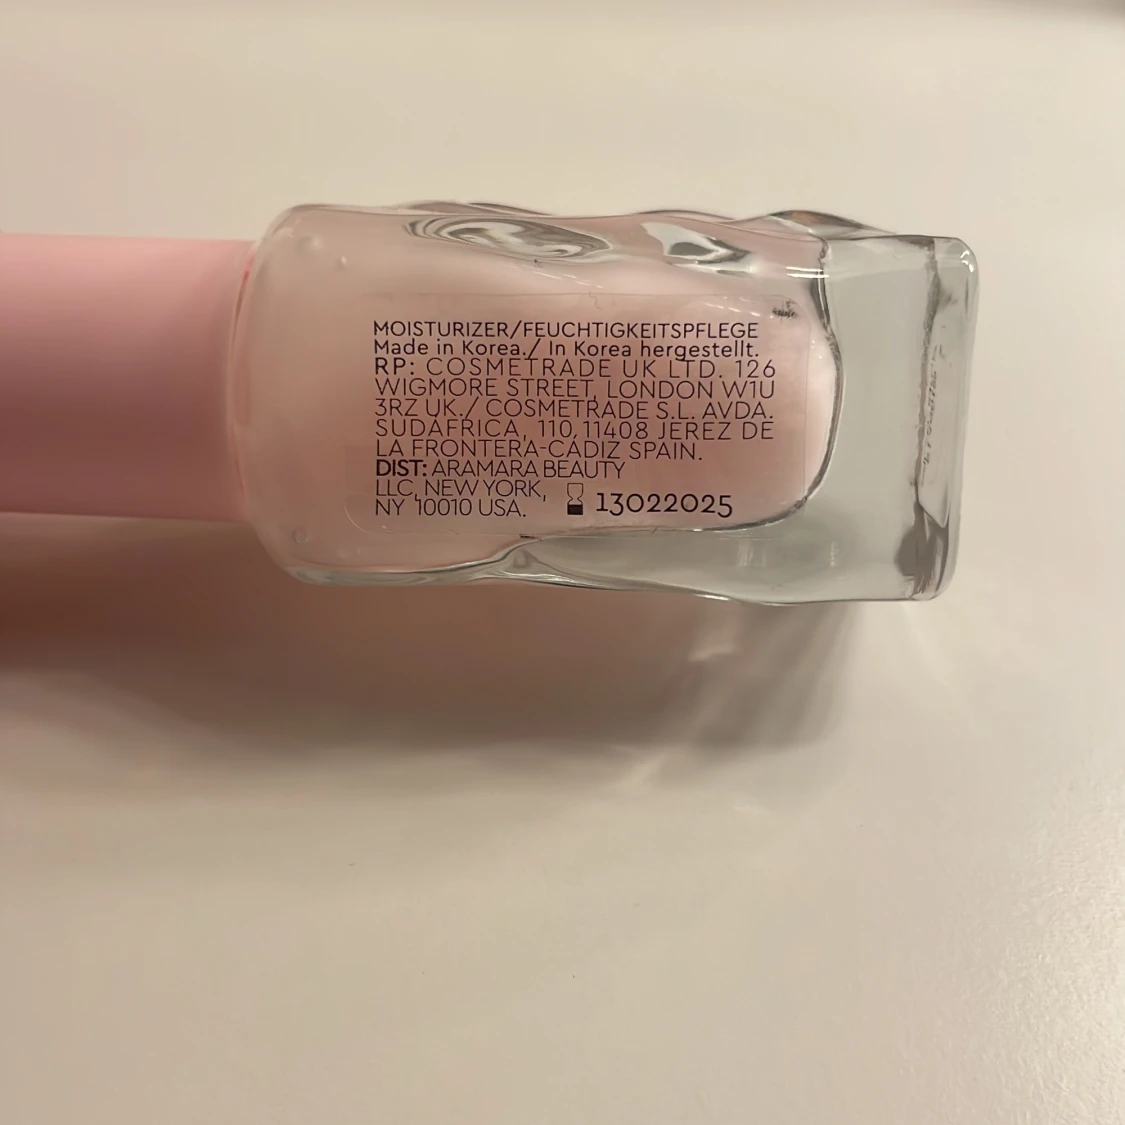 MOISTURIZER/FEUCHTIGKEITSPFLEGE
Made in Korea./ In Korea hergestellt.
RP: COSMETRADE UK LTD. 126
WIGMORE STREET, LONDON W1U
3RZ UK./ COSMETRADE S.L. AVDA.
SUDÁFRICA, 110, 11408 JEREZ DE
LA FRONTERA-CÁDIZ SPAIN.
DIST: ARAMARA BEAUTY
LLC, NEW YORK,
NY 10010 USA. 13022025